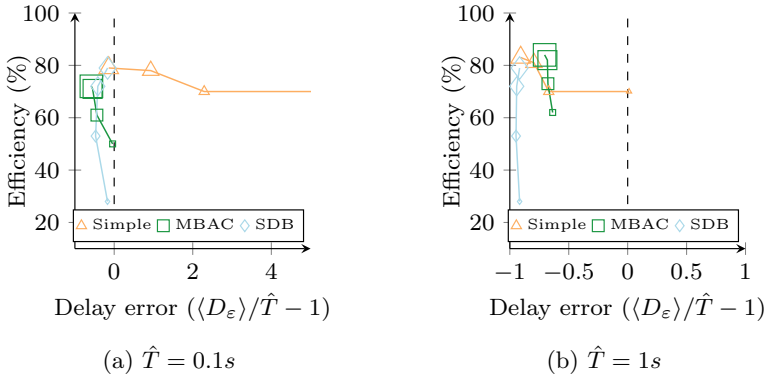 100
80
60
40
20
Efficiency (%)
Simple MBAC SDB
0 2 4
Delay error (⟨D_ε⟩/T̂ − 1)
(a) T̂ = 0.1s
100
80
60
40
20
Efficiency (%)
Simple MBAC SDB
−1 −0.5 0 0.5 1
Delay error (⟨D_ε⟩/T̂ − 1)
(b) T̂ = 1s